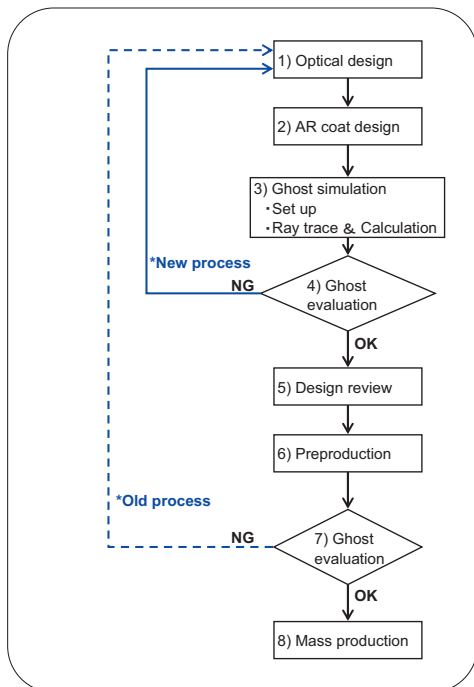 1) Optical design
2) AR coat design
3) Ghost simulation
・Set up
・Ray trace & Calculation
*New process
NG
4) Ghost
evaluation
OK
5) Design review
6) Preproduction
*Old process
NG
7) Ghost
evaluation
OK
8) Mass production